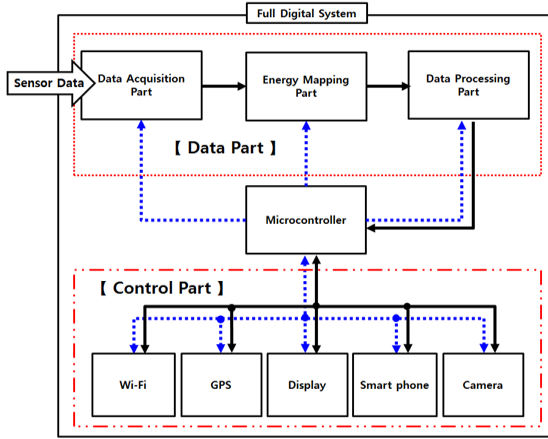 Full Digital System
Sensor Data
Data Acquisition
Part
Energy Mapping
Part
Data Processing
Part
【 Data Part 】
Microcontroller
【 Control Part 】
Wi-Fi
GPS
Display
Smart phone
Camera